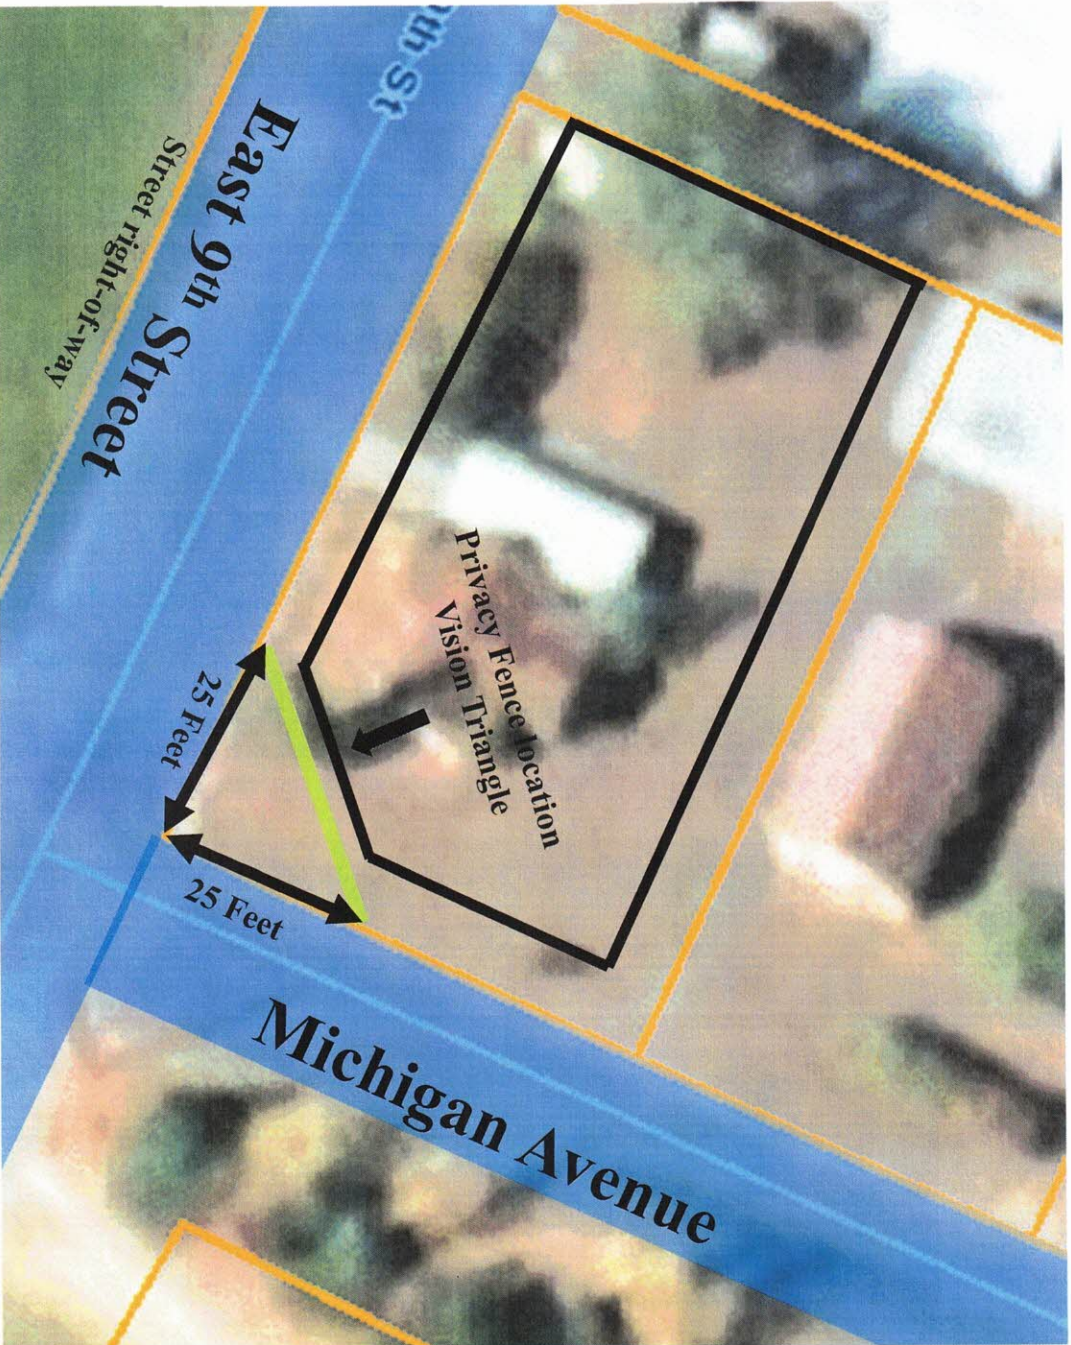 East 9th Street
Street right-of-way
Privacy Fence location
Vision Triangle
25 Feet
25 Feet
Michigan Avenue